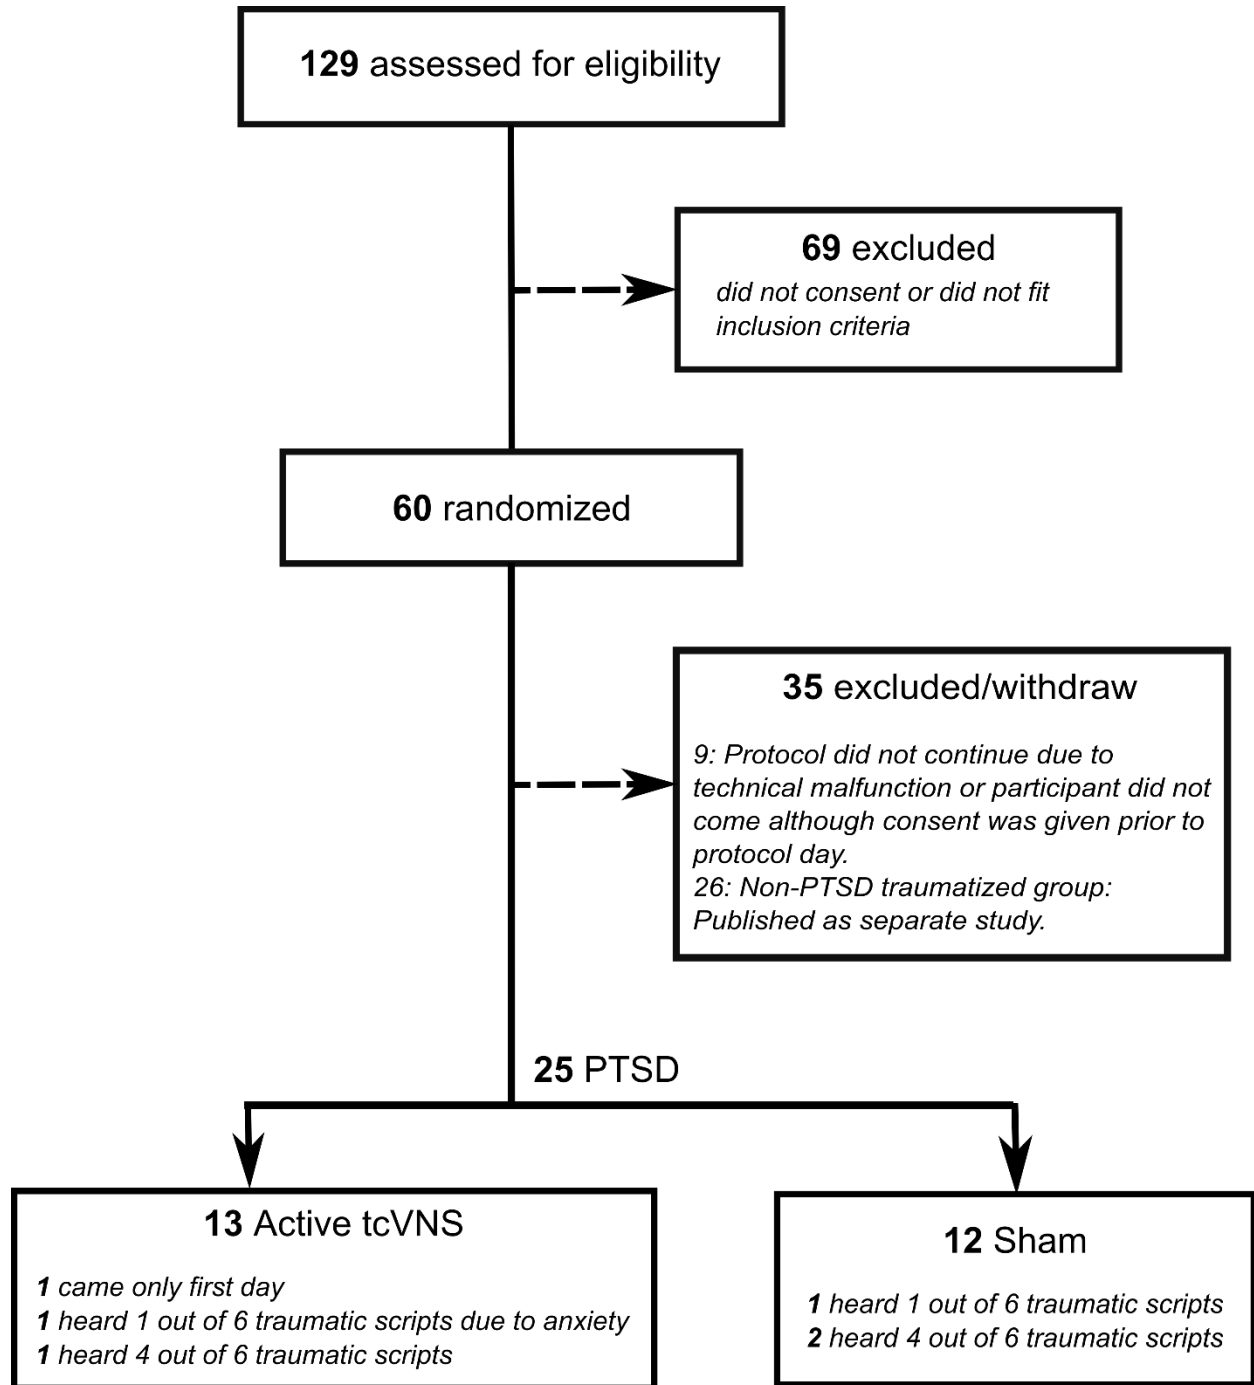 129 assessed for eligibility
69 excluded
did not consent or did not fit
inclusion criteria
60 randomized
35 excluded/withdraw
9: Protocol did not continue due to
technical malfunction or participant did not
come although consent was given prior to
protocol day.
26: Non-PTSD traumatized group:
Published as separate study.
25 PTSD
13 Active tcVNS
1 came only first day
1 heard 1 out of 6 traumatic scripts due to anxiety
1 heard 4 out of 6 traumatic scripts
12 Sham
1 heard 1 out of 6 traumatic scripts
2 heard 4 out of 6 traumatic scripts